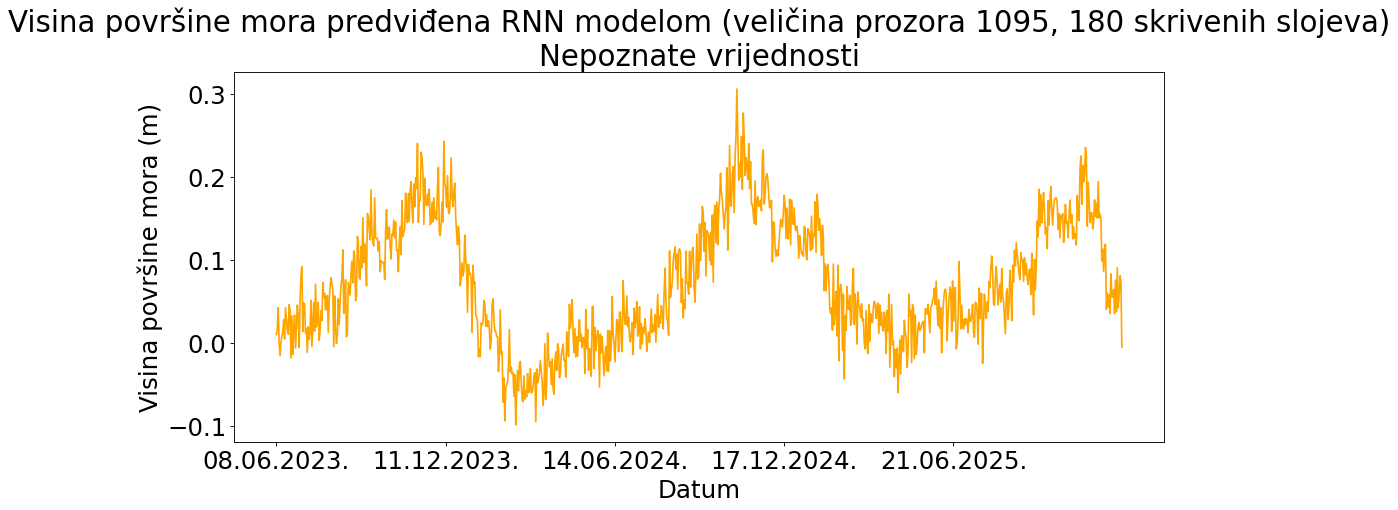 Visina površine mora predviđena RNN modelom (veličina prozora 1095, 180 skrivenih slojeva)
Nepoznate vrijednosti
Visina površine mora (m)
0.3
0.2
0.1
0.0
−0.1
08.06.2023. 11.12.2023. 14.06.2024. 17.12.2024. 21.06.2025.
Datum